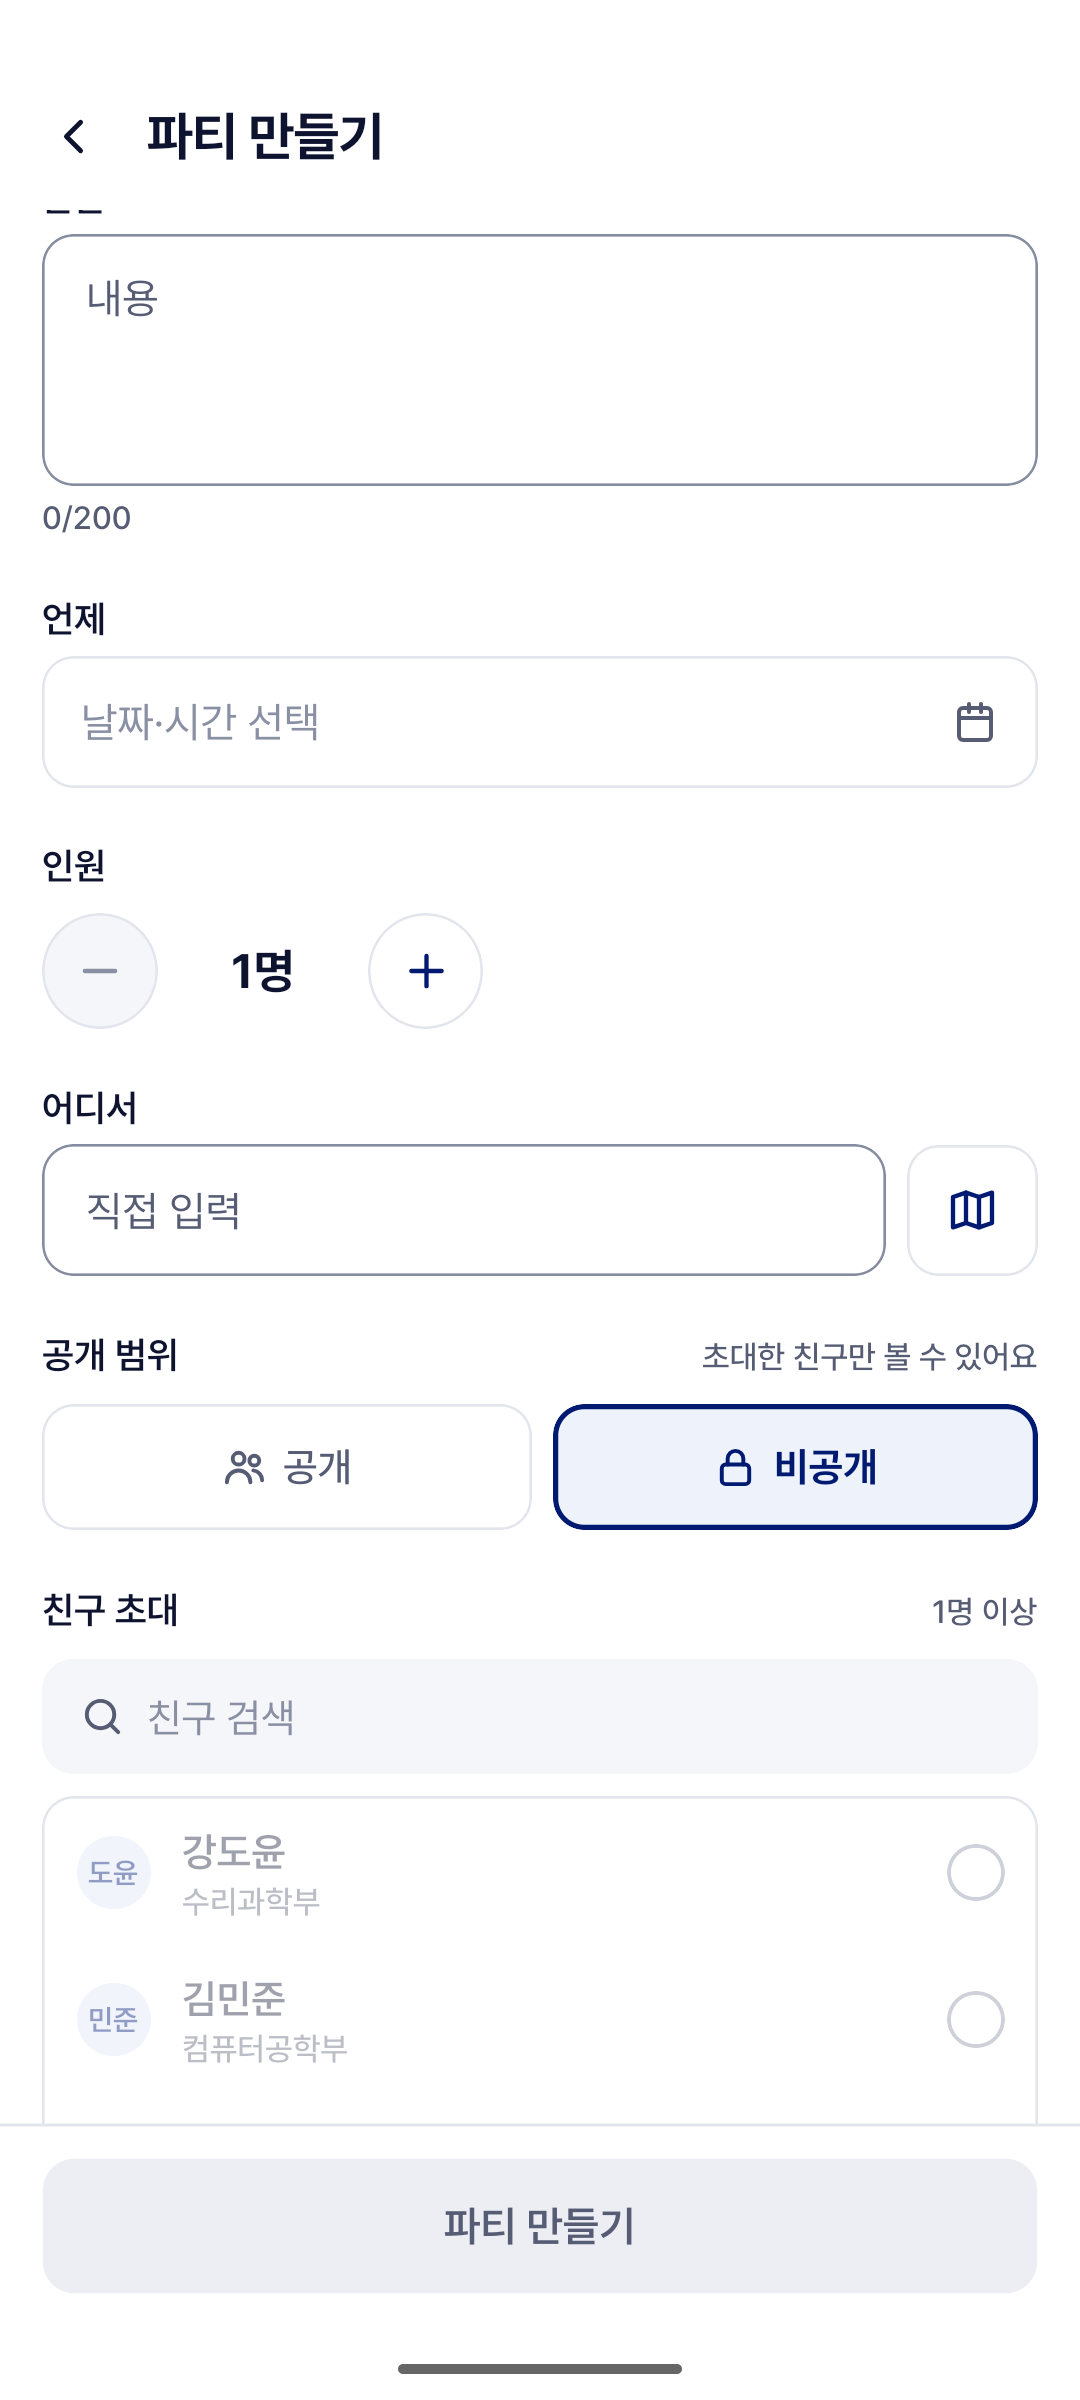 파티 만들기
내용
0/200
언제
날짜·시간 선택
인원
1명
어디서
직접 입력
공개 범위
초대한 친구만 볼 수 있어요
공개
비공개
친구 초대
1명 이상
친구 검색
도윤
강도윤
수리과학부
민준
김민준
컴퓨터공학부
파티 만들기